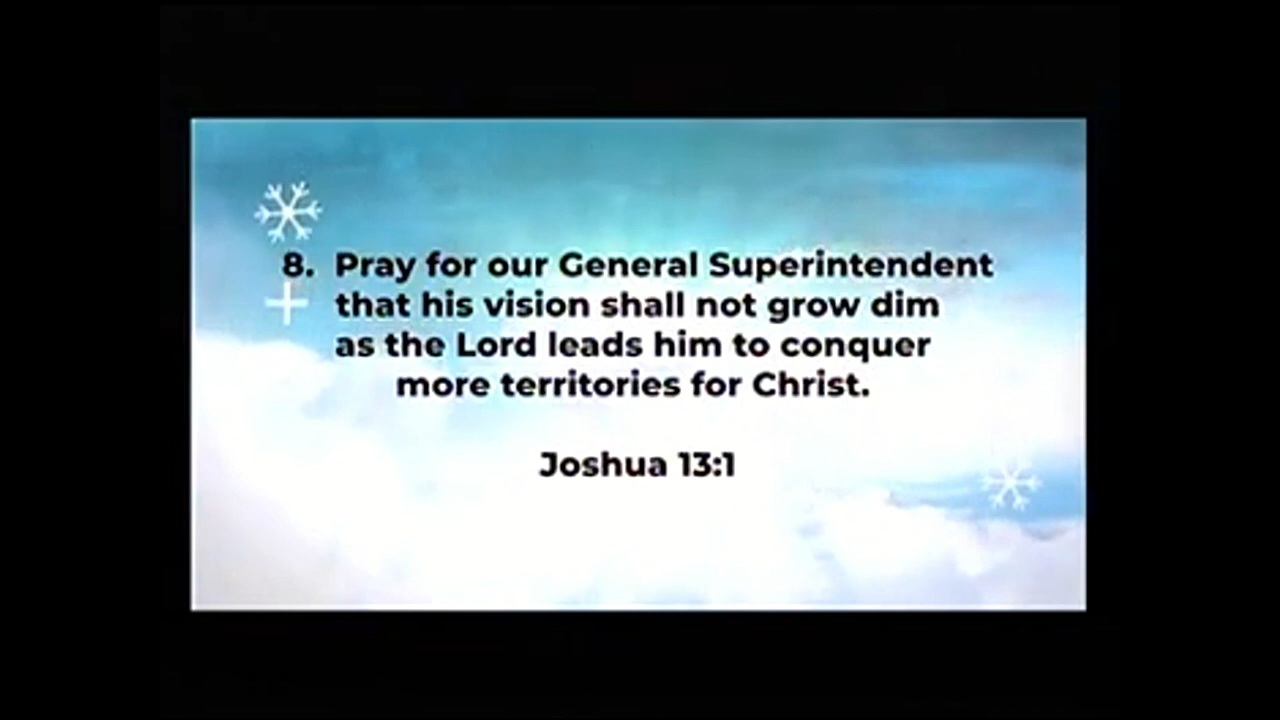 8. Pray for our General Superintendent
that his vision shall not grow dim
as the Lord leads him to conquer
more territories for Christ.
Joshua 13:1